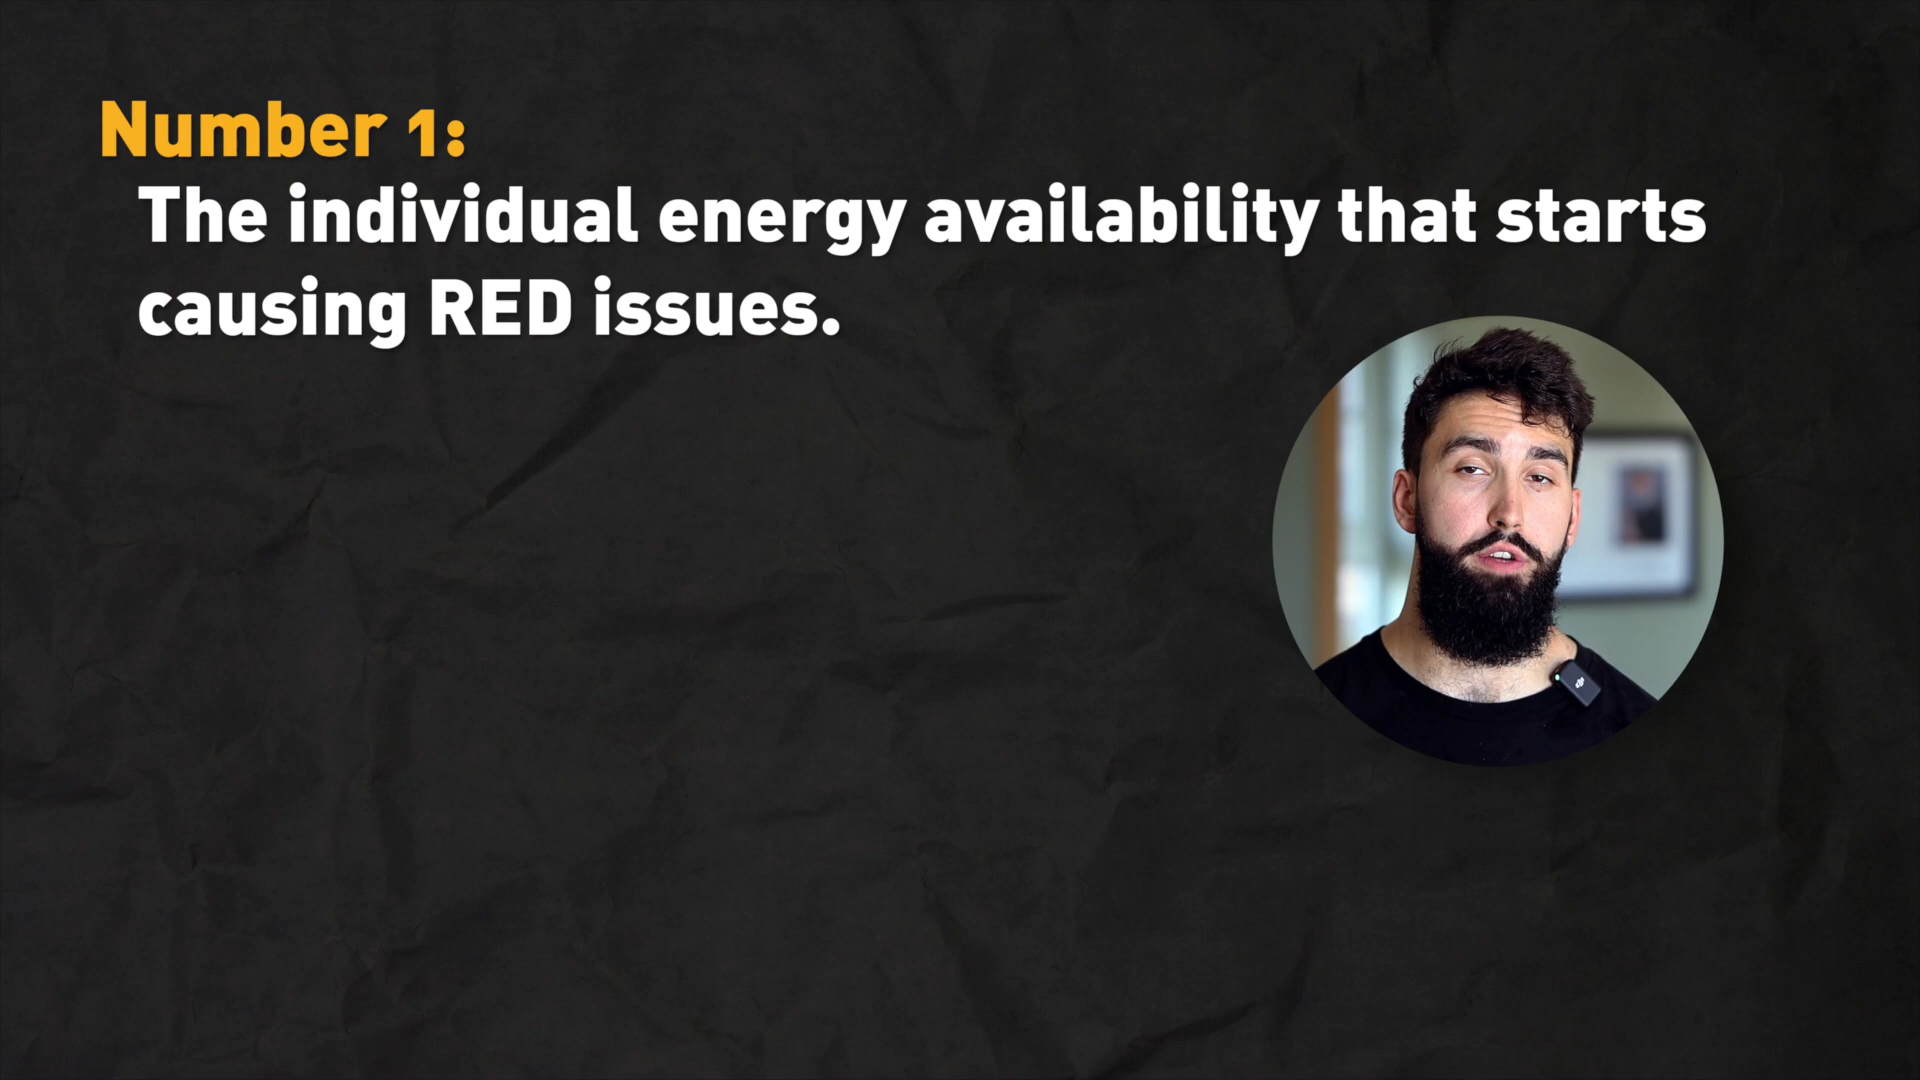 Number 1:
The individual energy availability that starts
causing RED issues.